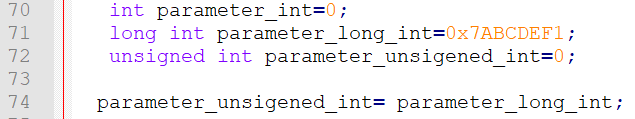 70 int parameter_int=0;
71 long int parameter_long_int=0x7ABCDEF1;
72 unsigned int parameter_unsigened_int=0;
73
74 parameter_unsigened_int= parameter_long_int;